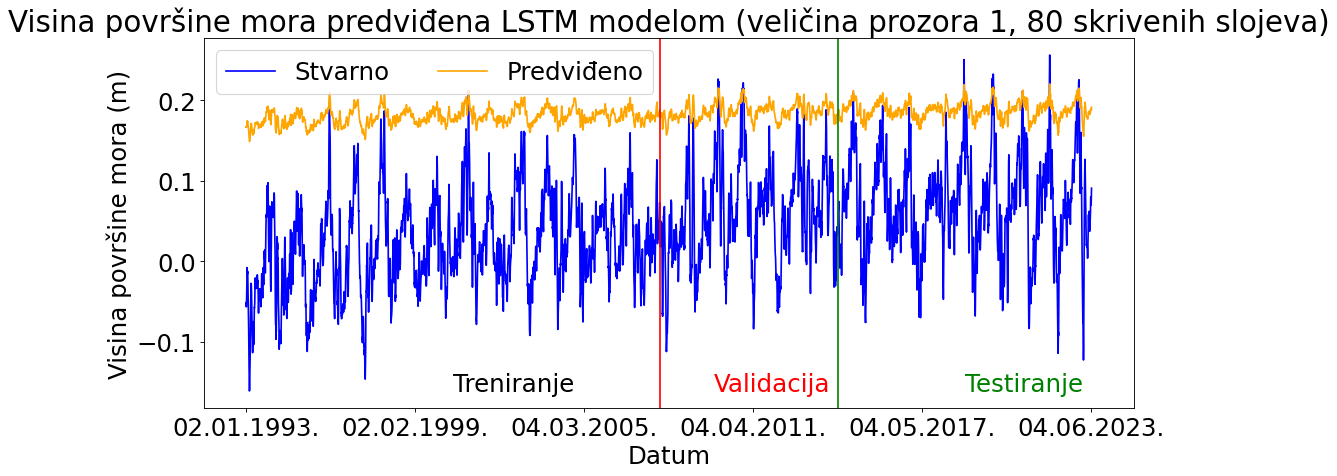 Visina površine mora predviđena LSTM modelom (veličina prozora 1, 80 skrivenih slojeva)
Stvarno
Predviđeno
Visina površine mora (m)
0.2
0.1
0.0
−0.1
Treniranje
Validacija
Testiranje
02.01.1993.
02.02.1999.
04.03.2005.
04.04.2011.
04.05.2017.
04.06.2023.
Datum